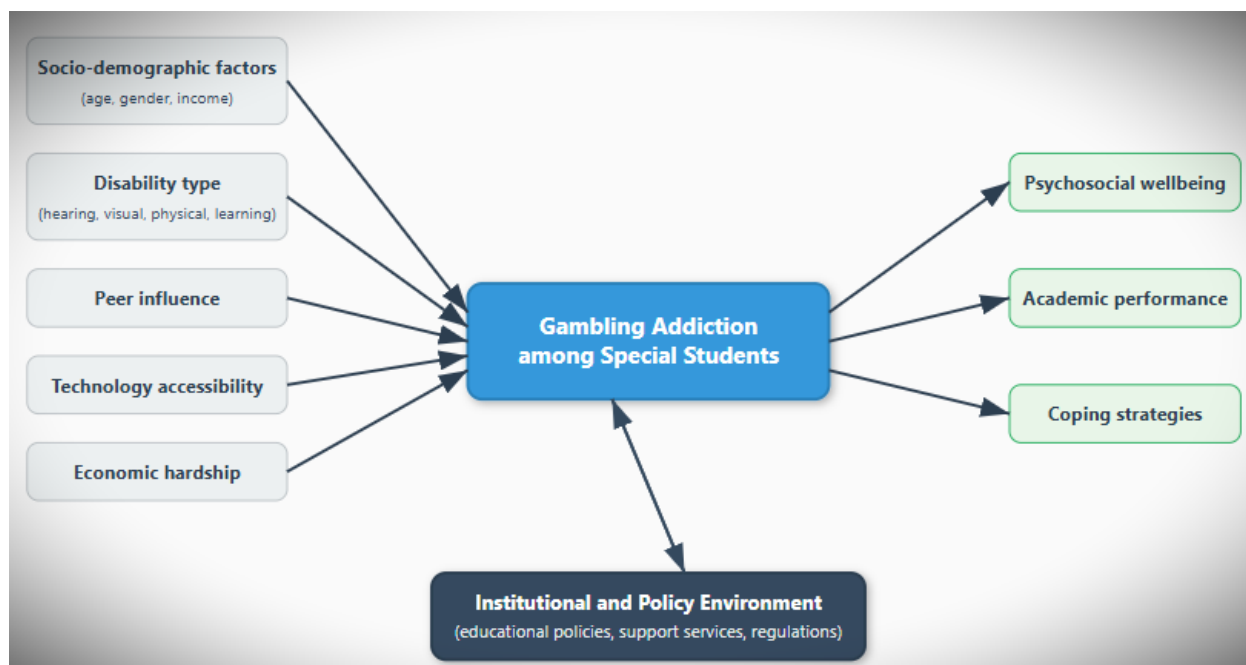 Socio-demographic factors
(age, gender, income)
Disability type
(hearing, visual, physical, learning)
Peer influence
Technology accessibility
Economic hardship
Gambling Addiction
among Special Students
Psychosocial wellbeing
Academic performance
Coping strategies
Institutional and Policy Environment
(educational policies, support services, regulations)